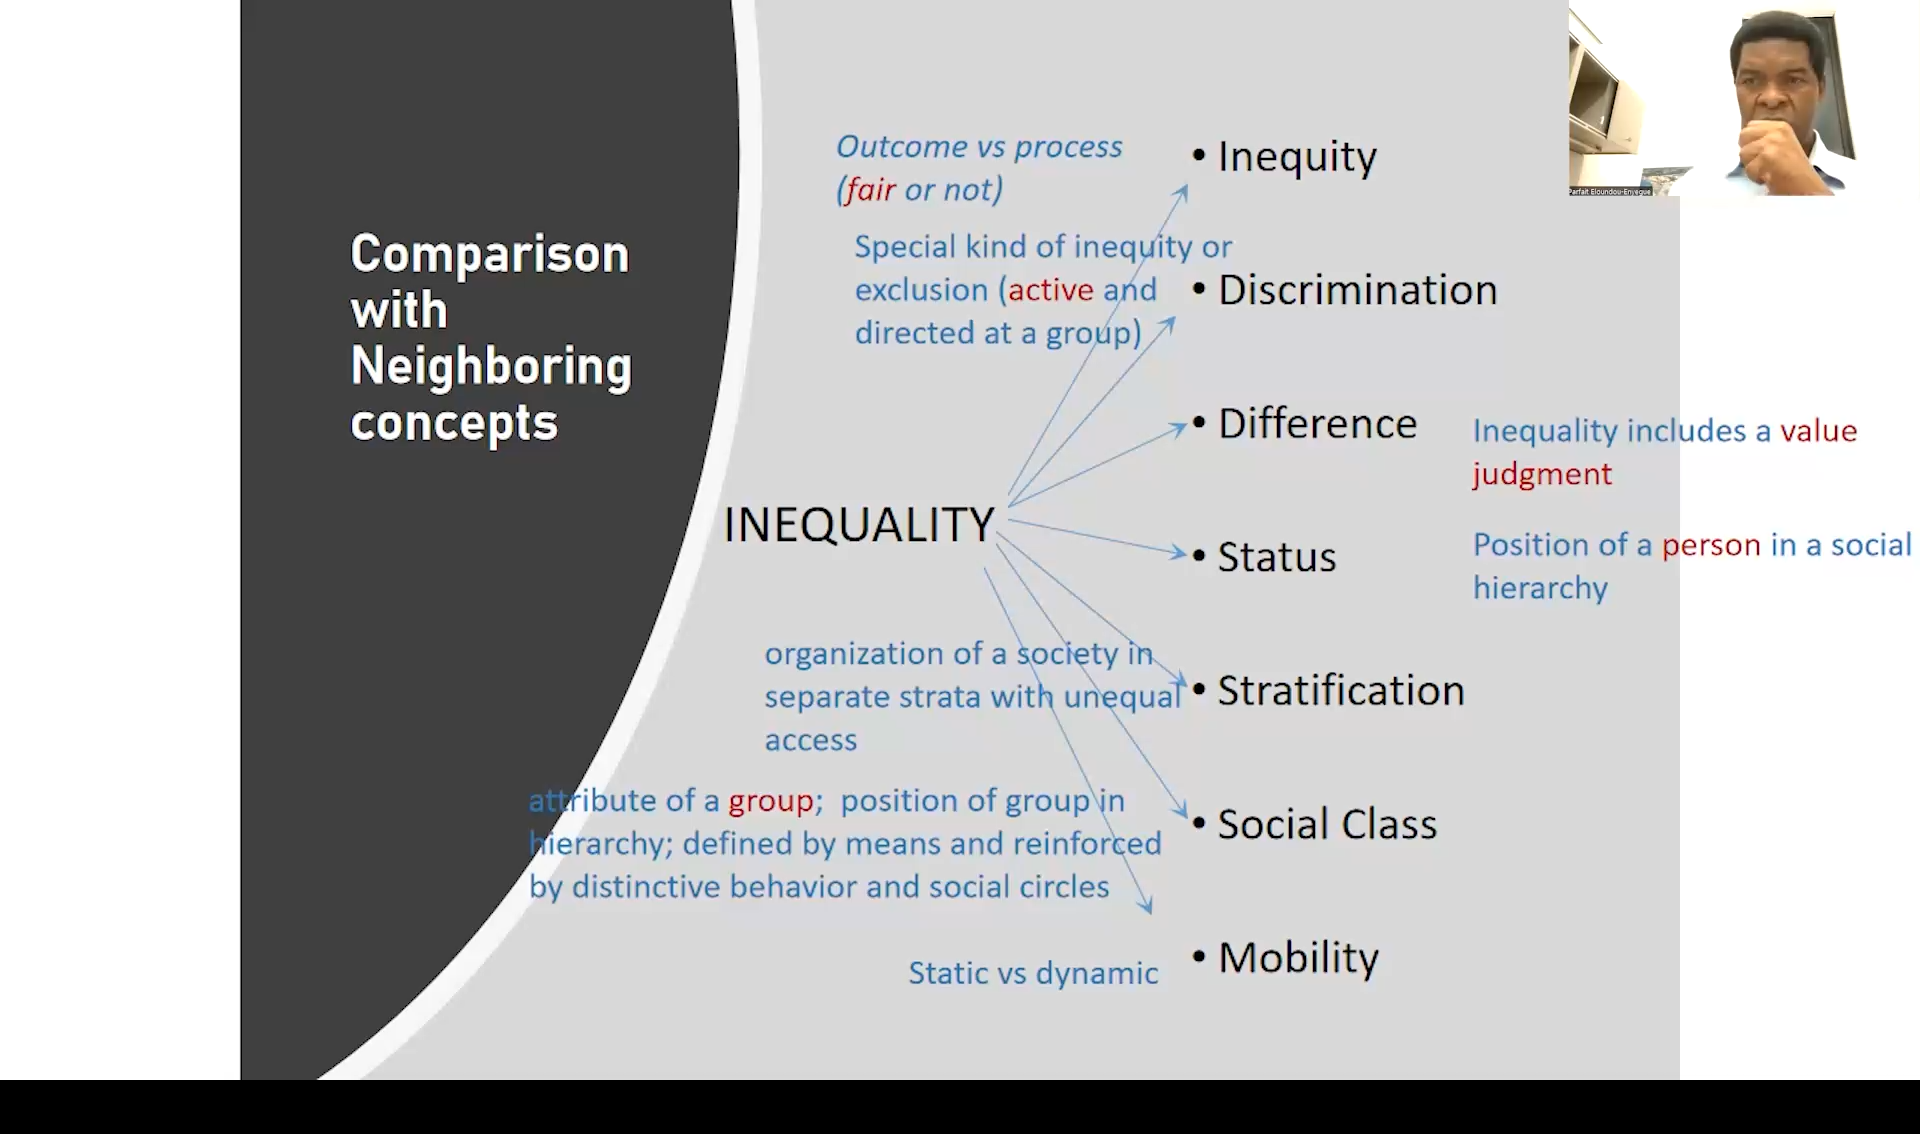 Comparison
with
Neighboring
concepts
Outcome vs process
(fair or not)
• Inequity
Special kind of inequity or
exclusion (active and
directed at a group)
• Discrimination
• Difference
Inequality includes a value
judgment
INEQUALITY
• Status
Position of a person in a social
hierarchy
organization of a society in
separate strata with unequal
access
• Stratification
attribute of a group;  position of group in
hierarchy; defined by means and reinforced
by distinctive behavior and social circles
• Social Class
Static vs dynamic
• Mobility
Parfait Eloundou-Enyegue